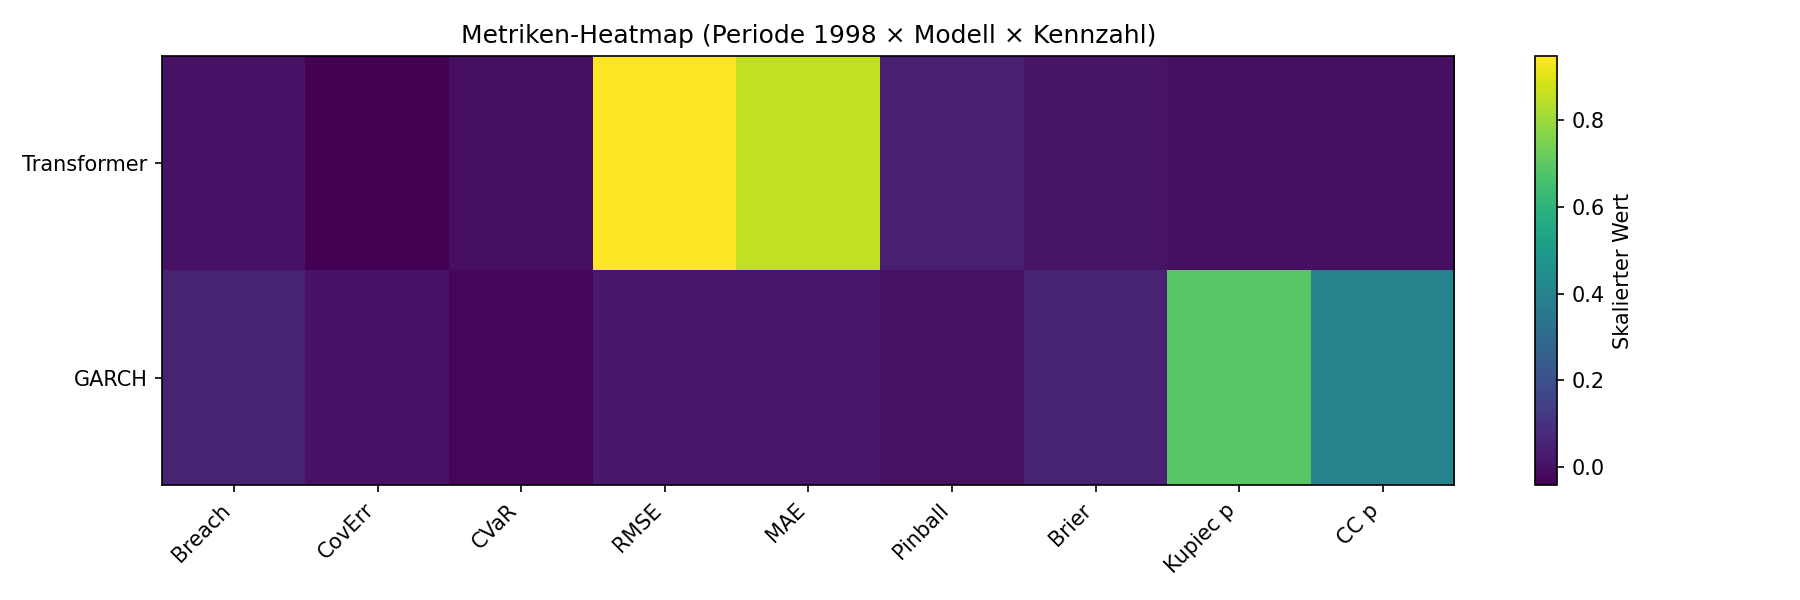 Metriken-Heatmap (Periode 1998 × Modell × Kennzahl)
Transformer
GARCH
Breach
CovErr
CVaR
RMSE
MAE
Pinball
Brier
Kupiec p
CC p
0.8
0.6
0.4
0.2
0.0
Skalierter Wert